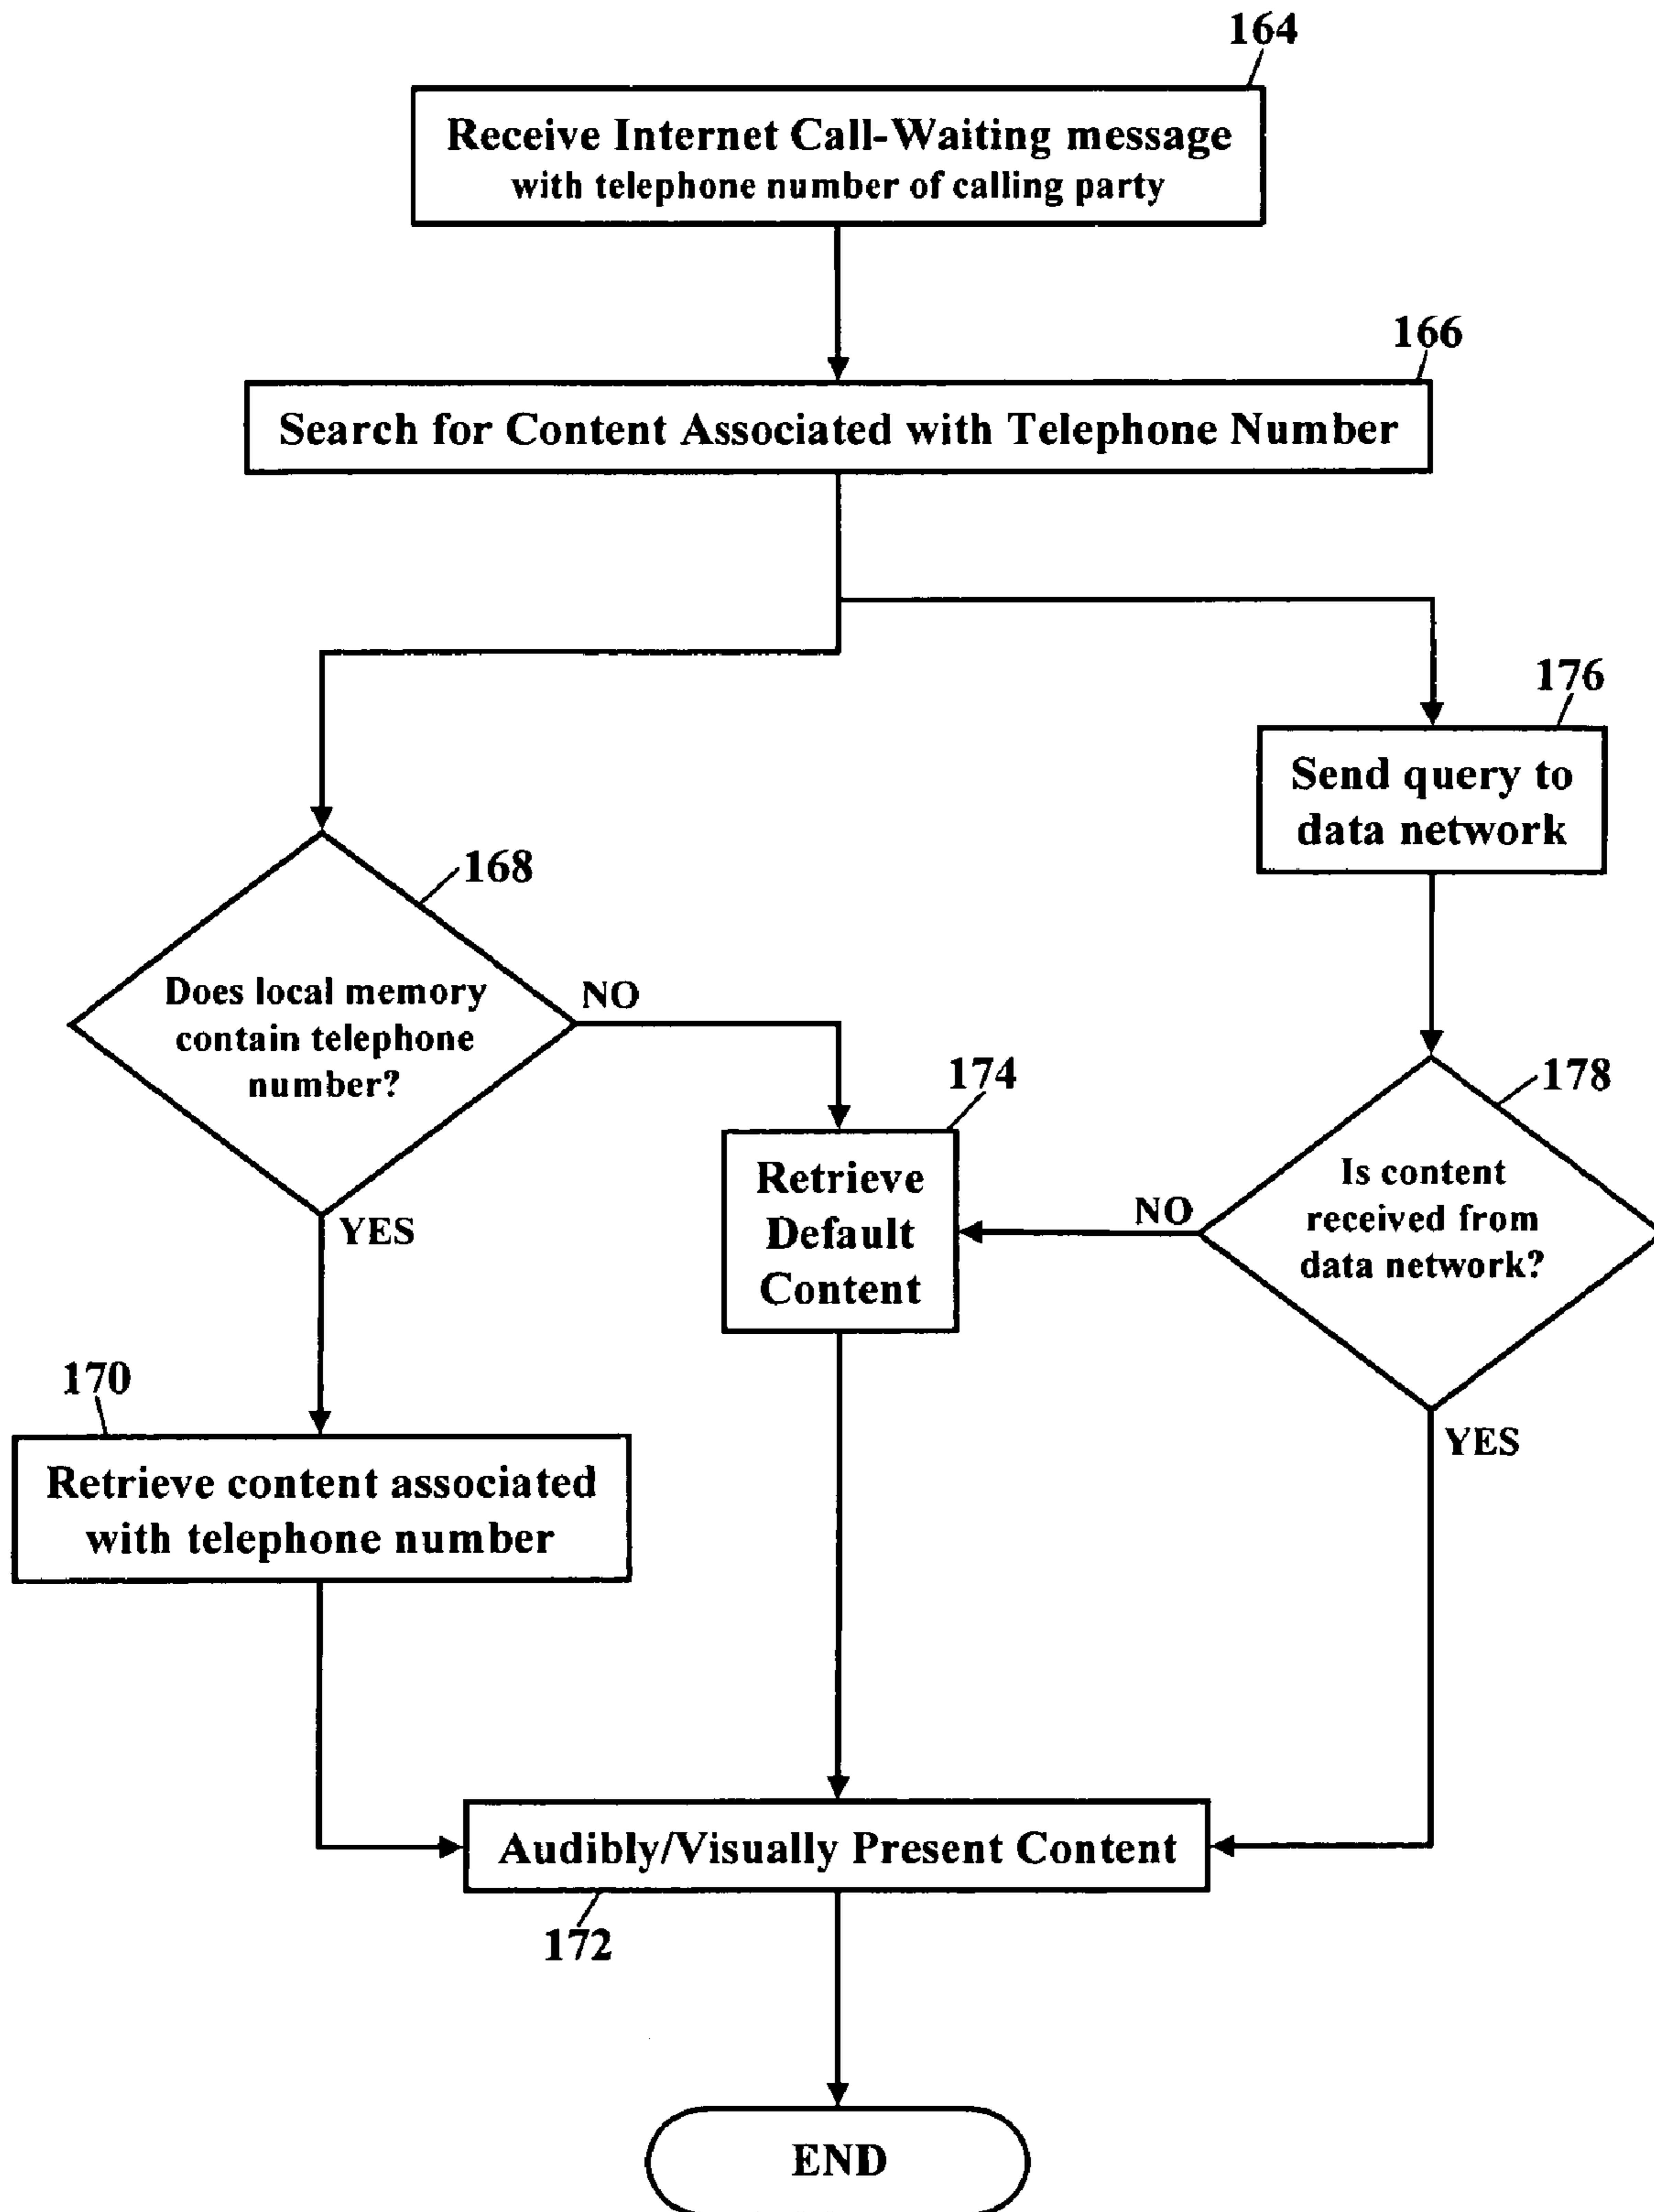 164
Receive Internet Call-Waiting message
with telephone number of calling party
166
Search for Content Associated with Telephone Number
176
Send query to
data network
168
Does local memory
contain telephone
number?
NO
YES
174
Retrieve
Default
Content
178
Is content
received from
data network?
NO
YES
170
Retrieve content associated
with telephone number
Audibly/Visually Present Content
172
END